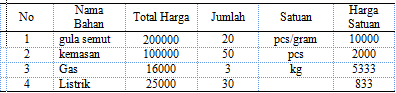 No Nama Bahan Total Harga Jumlah Satuan Harga Satuan
1 gula semut 200000 20 pcs/gram 10000
2 kemasan 100000 50 pcs 2000
3 Gas 16000 3 kg 5333
4 Listrik 25000 30 833